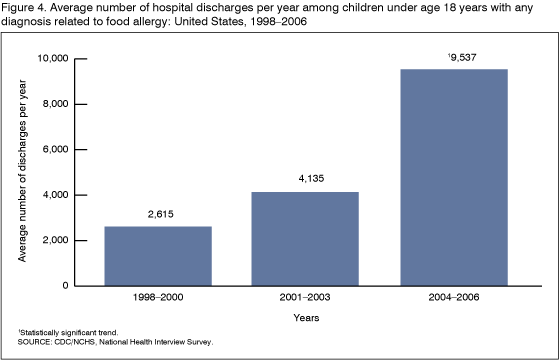 Figure 4. Average number of hospital discharges per year among children under age 18 years with any
diagnosis related to food allergy: United States, 1998–2006
Average number of discharges per year
10,000
8,000
6,000
4,000
2,000
0
2,615
4,135
¹9,537
1998–2000
2001–2003
2004–2006
Years
¹Statistically significant trend.
SOURCE: CDC/NCHS, National Health Interview Survey.